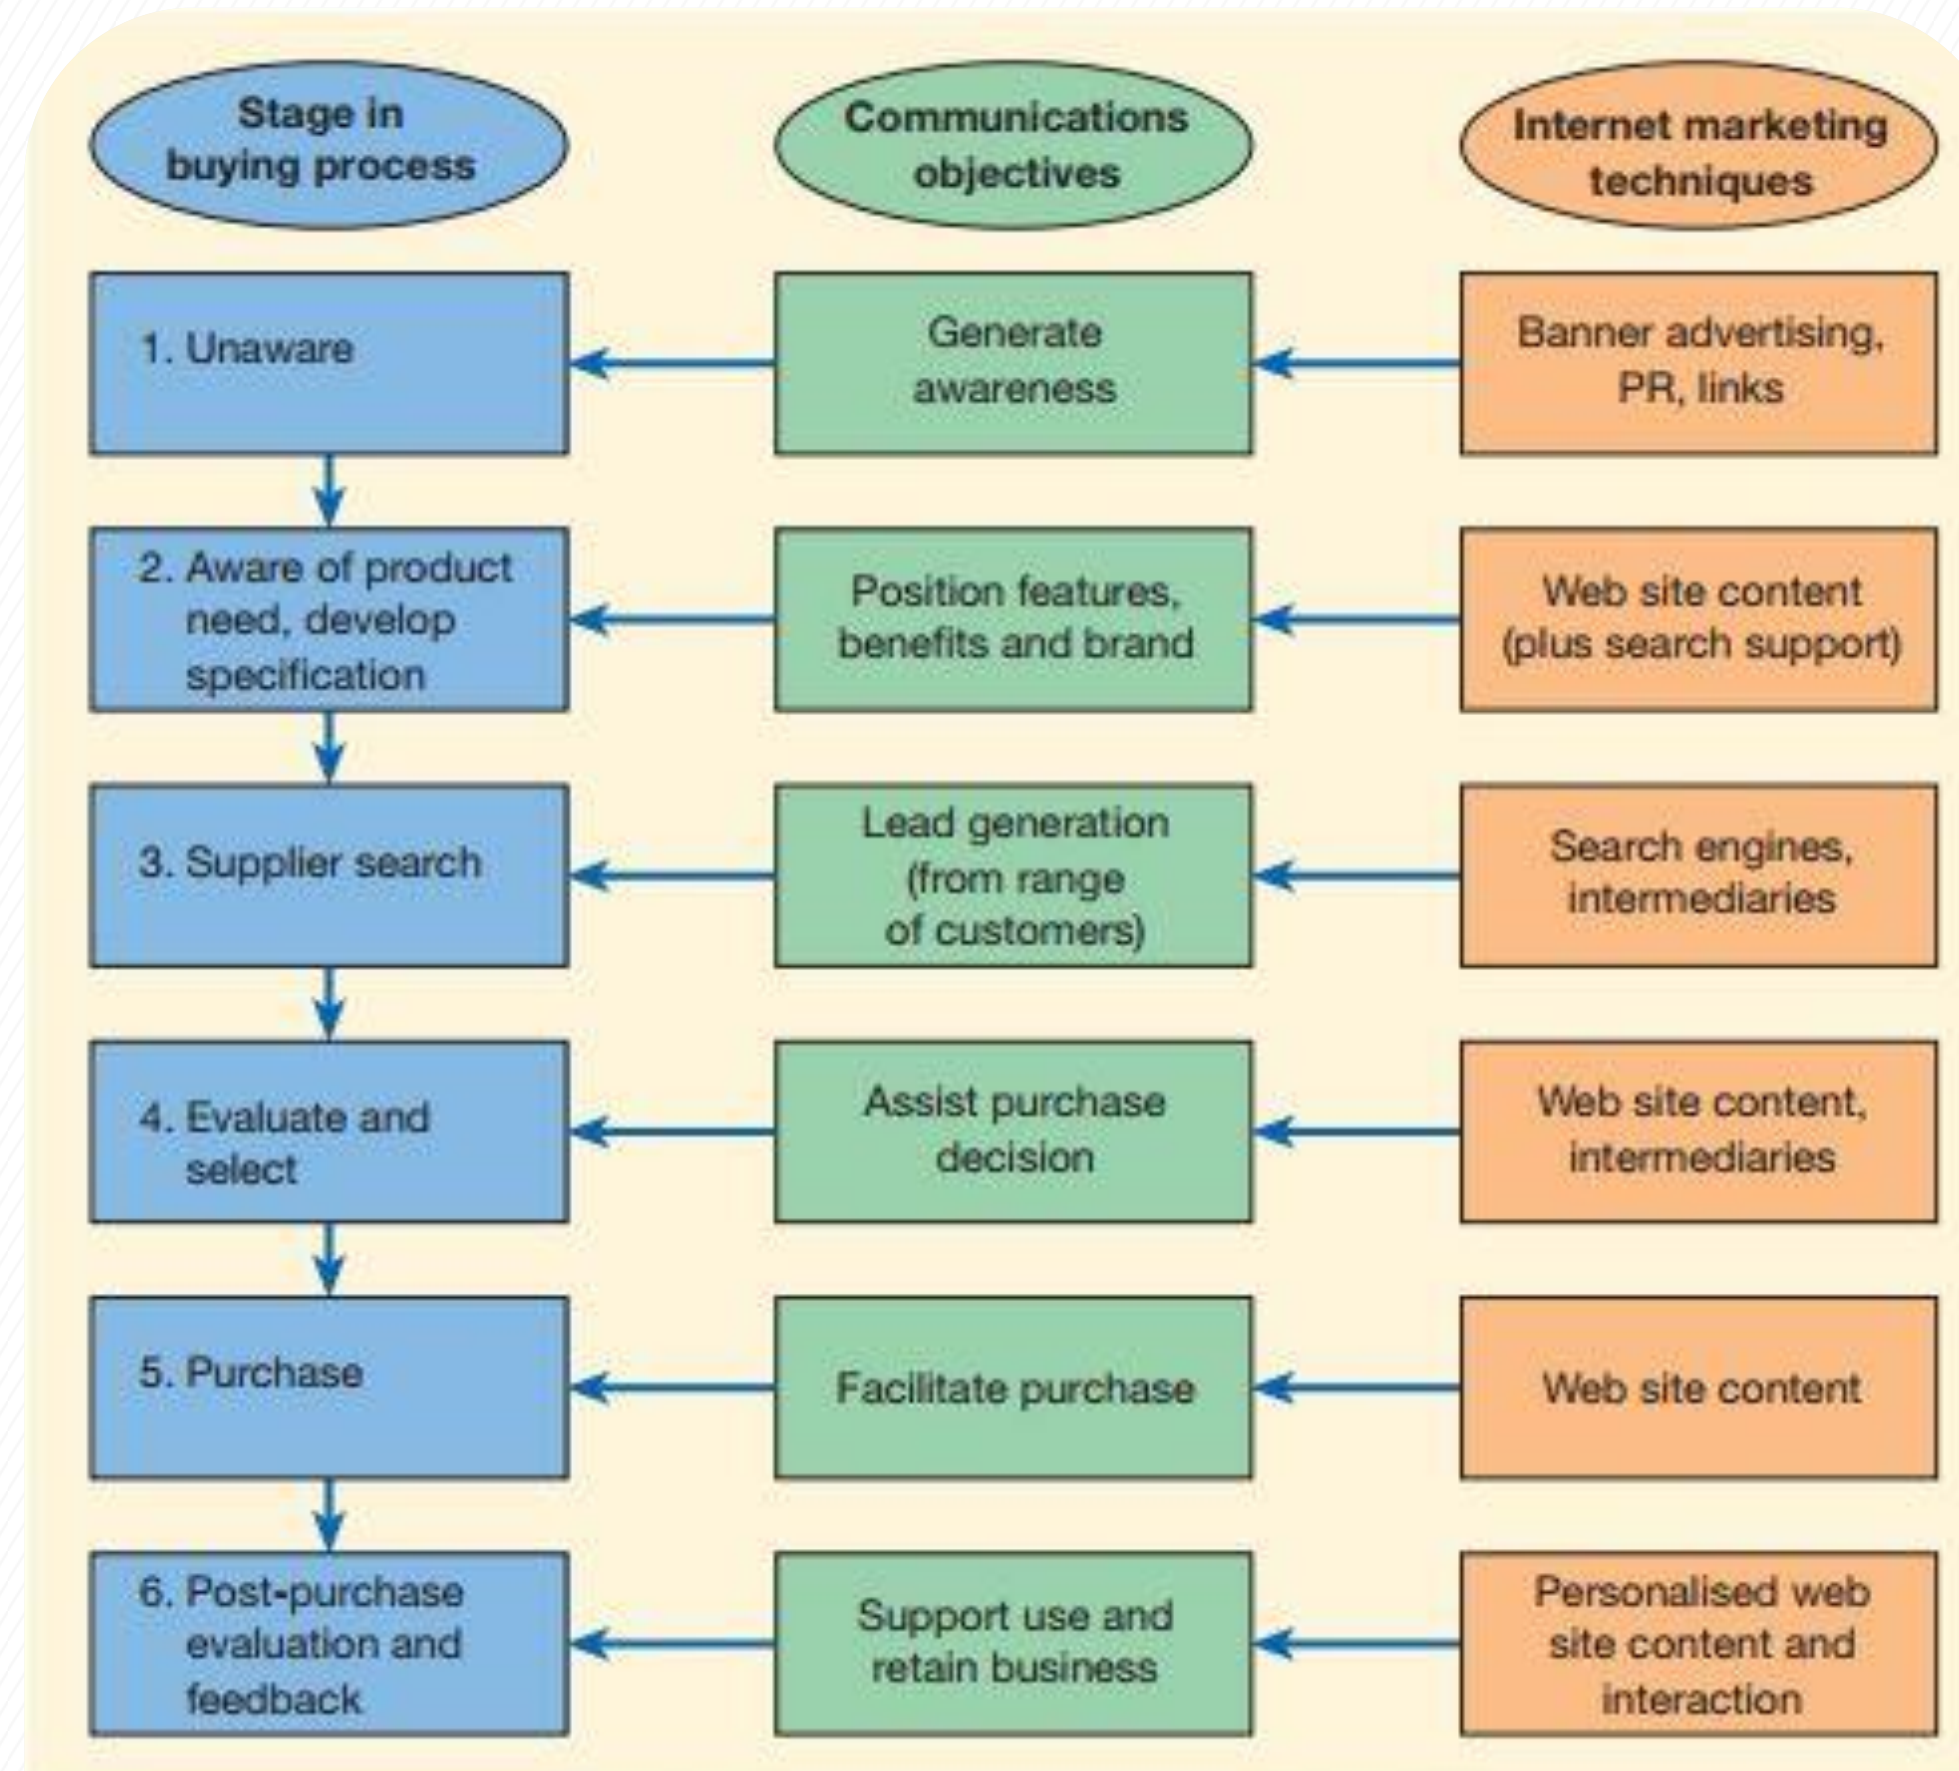 Stage in
buying process
Communications
objectives
Internet marketing
techniques
1. Unaware
Generate
awareness
Banner advertising,
PR, links
2. Aware of product
need, develop
specification
Position features,
benefits and brand
Web site content
(plus search support)
3. Supplier search
Lead generation
(from range
of customers)
Search engines,
intermediaries
4. Evaluate and
select
Assist purchase
decision
Web site content,
intermediaries
5. Purchase
Facilitate purchase
Web site content
6. Post-purchase
evaluation and
feedback
Support use and
retain business
Personalised web
site content and
interaction